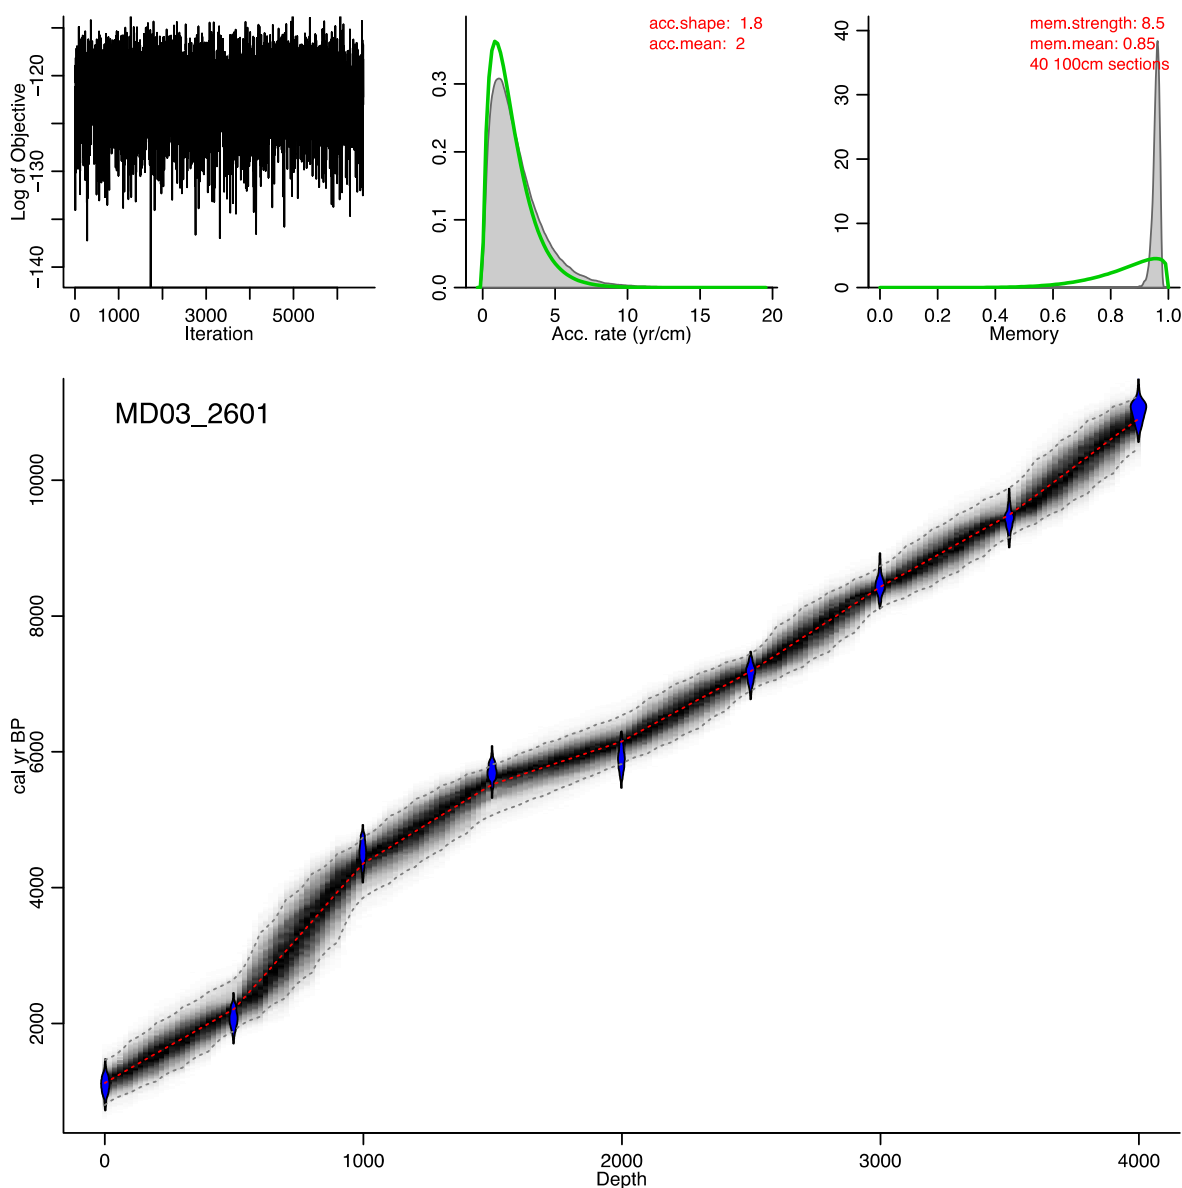 -120
-130
-140
Log of Objective
0 1000 3000 5000
Iteration
acc.shape: 1.8
acc.mean: 2
0.3
0.2
0.1
0.0
0 5 10 15 20
Acc. rate (yr/cm)
mem.strength: 8.5
mem.mean: 0.85
40 100cm sections
40
30
20
10
0
0.0 0.2 0.4 0.6 0.8 1.0
Memory
MD03_2601
10000
8000
6000
4000
2000
cal yr BP
0 1000 2000 3000 4000
Depth